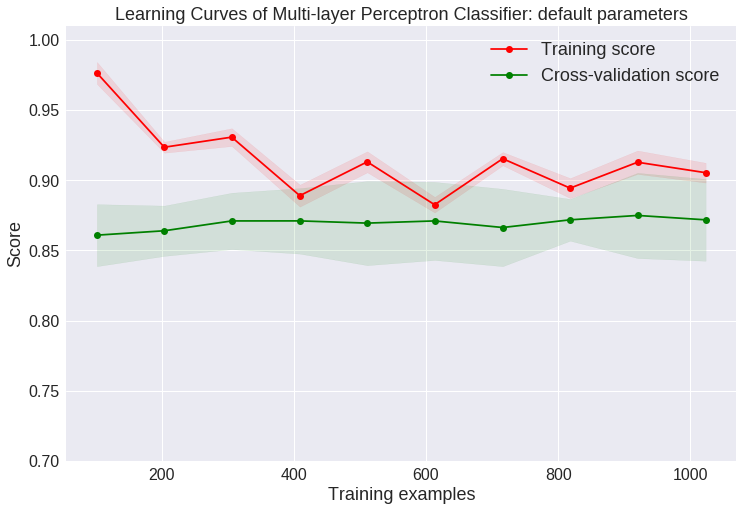 Learning Curves of Multi-layer Perceptron Classifier: default parameters
Training score
Cross-validation score
1.00
0.95
0.90
0.85
0.80
0.75
0.70
Score
200
400
600
800
1000
Training examples